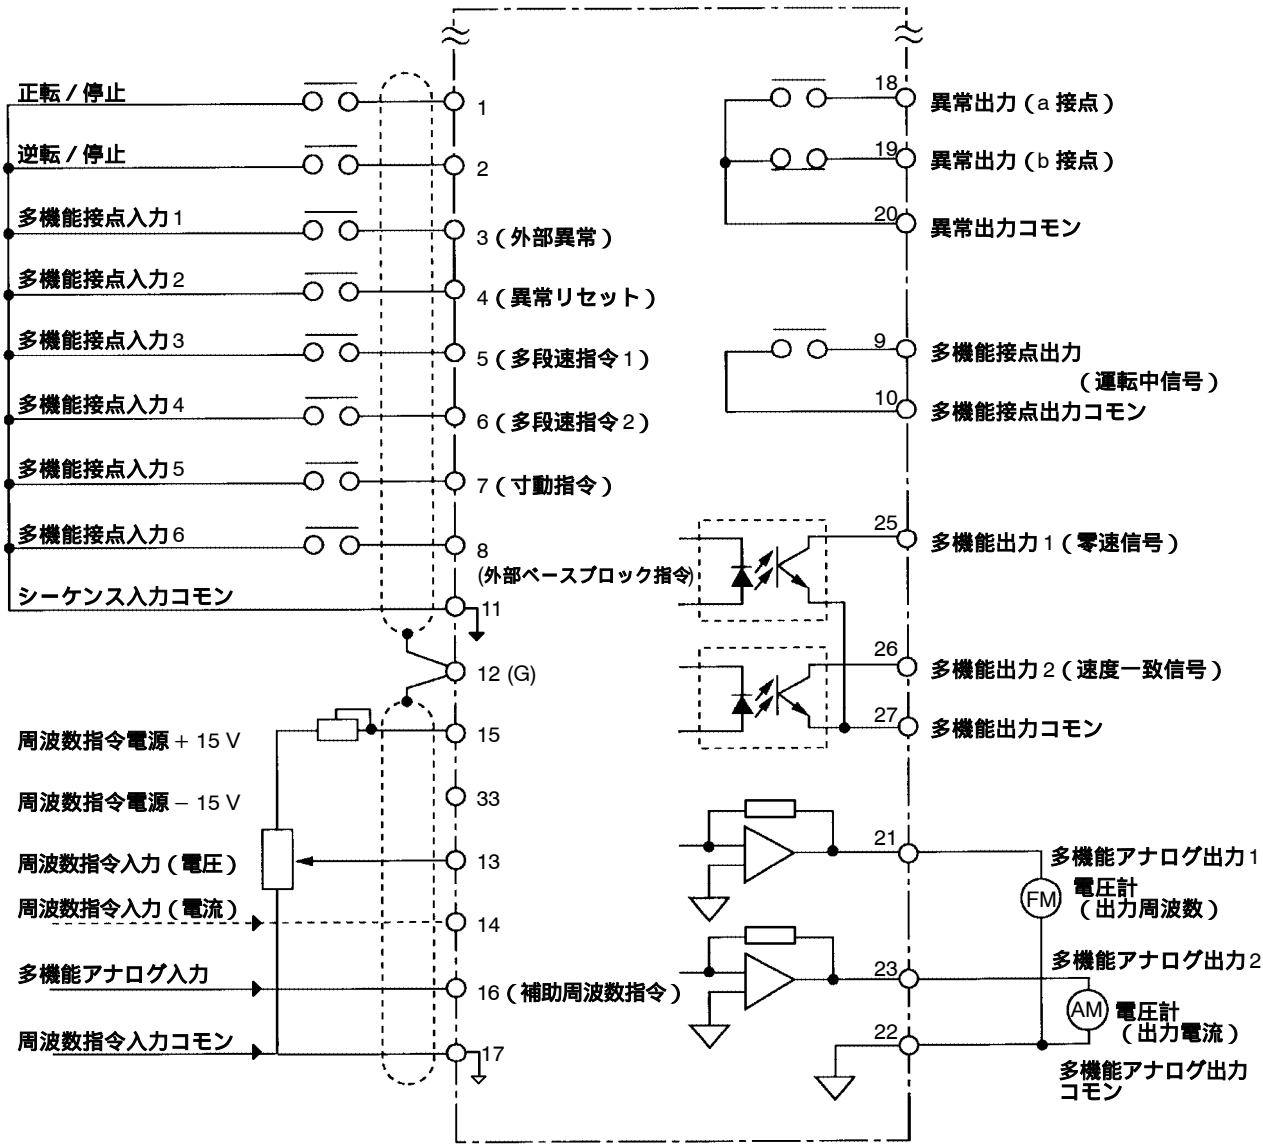 正転 / 停止
1
逆転 / 停止
2
多機能接点入力 1
3 ( 外部異常 )
多機能接点入力 2
4 ( 異常リセット )
多機能接点入力 3
5 ( 多段速指令 1 )
多機能接点入力 4
6 ( 多段速指令 2 )
多機能接点入力 5
7 ( 寸動指令 )
多機能接点入力 6
8
(外部ベースブロック指令)
シーケンス入力コモン
11
12 (G)
周波数指令電源 + 15 V
15
周波数指令電源 − 15 V
33
周波数指令入力 ( 電圧 )
13
周波数指令入力 ( 電流 )
14
多機能アナログ入力
16 ( 補助周波数指令 )
周波数指令入力コモン
17
18
異常出力 ( a 接点 )
19
異常出力 ( b 接点 )
20
異常出力コモン
9
多機能接点出力
( 運転中信号 )
10
多機能接点出力コモン
25
多機能出力 1 ( 零速信号 )
26
多機能出力 2 ( 速度一致信号 )
27
多機能出力コモン
21
多機能アナログ出力 1
FM
電圧計
( 出力周波数 )
23
多機能アナログ出力 2
AM
電圧計
( 出力電流 )
22
多機能アナログ出力
コモン